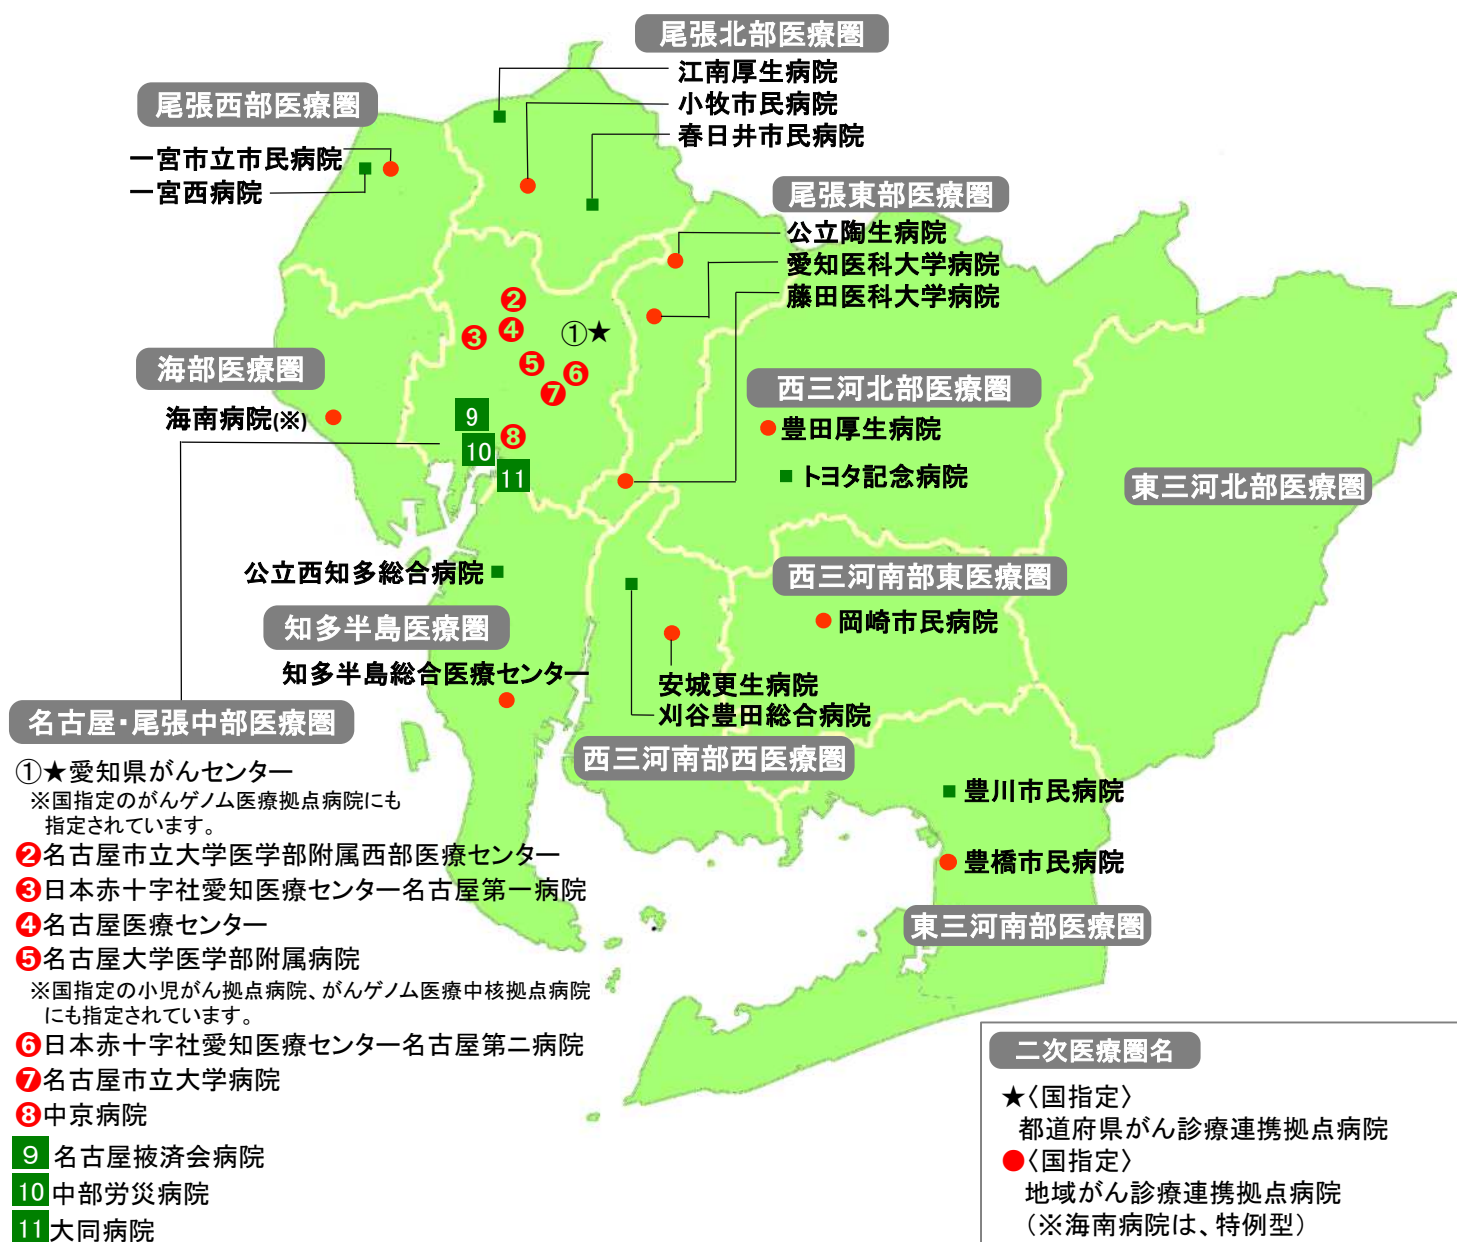 尾張北部医療圏
江南厚生病院
小牧市民病院
春日井市民病院
尾張西部医療圏
一宮市立市民病院
一宮西病院
尾張東部医療圏
公立陶生病院
愛知医科大学病院
藤田医科大学病院
2
4
3
①★
5
6
7
海部医療圏
海南病院(※)
9
8
10
11
西三河北部医療圏
●豊田厚生病院
■トヨタ記念病院
東三河北部医療圏
公立西知多総合病院■
西三河南部東医療圏
●岡崎市民病院
知多半島医療圏
知多半島総合医療センター
安城更生病院
刈谷豊田総合病院
西三河南部西医療圏
■豊川市民病院
●豊橋市民病院
東三河南部医療圏
名古屋・尾張中部医療圏
①★愛知県がんセンター
※国指定のがんゲノム医療拠点病院にも
指定されています。
❷名古屋市立大学医学部附属西部医療センター
❸日本赤十字社愛知医療センター名古屋第一病院
❹名古屋医療センター
❺名古屋大学医学部附属病院
※国指定の小児がん拠点病院、がんゲノム医療中核拠点病院
にも指定されています。
❻日本赤十字社愛知医療センター名古屋第二病院
❼名古屋市立大学病院
❽中京病院
9 名古屋掖済会病院
10 中部労災病院
11 大同病院
二次医療圏名
★〈国指定〉
都道府県がん診療連携拠点病院
●〈国指定〉
地域がん診療連携拠点病院
（※海南病院は、特例型）